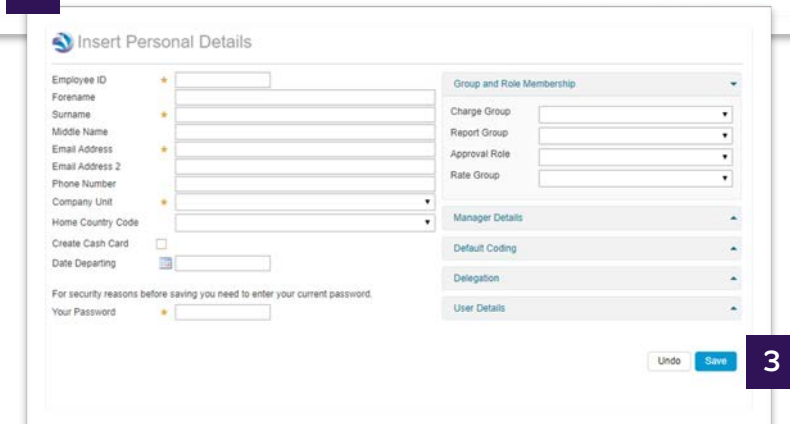 Insert Personal Details
Employee ID
Forename
Surname
Middle Name
Email Address
Email Address 2
Phone Number
Company Unit
Home Country Code
Create Cash Card
Date Departing
For security reasons before saving you need to enter your current password.
Your Password
Group and Role Membership
Charge Group
Report Group
Approval Role
Rate Group
Manager Details
Default Coding
Delegation
User Details
Undo
Save
3